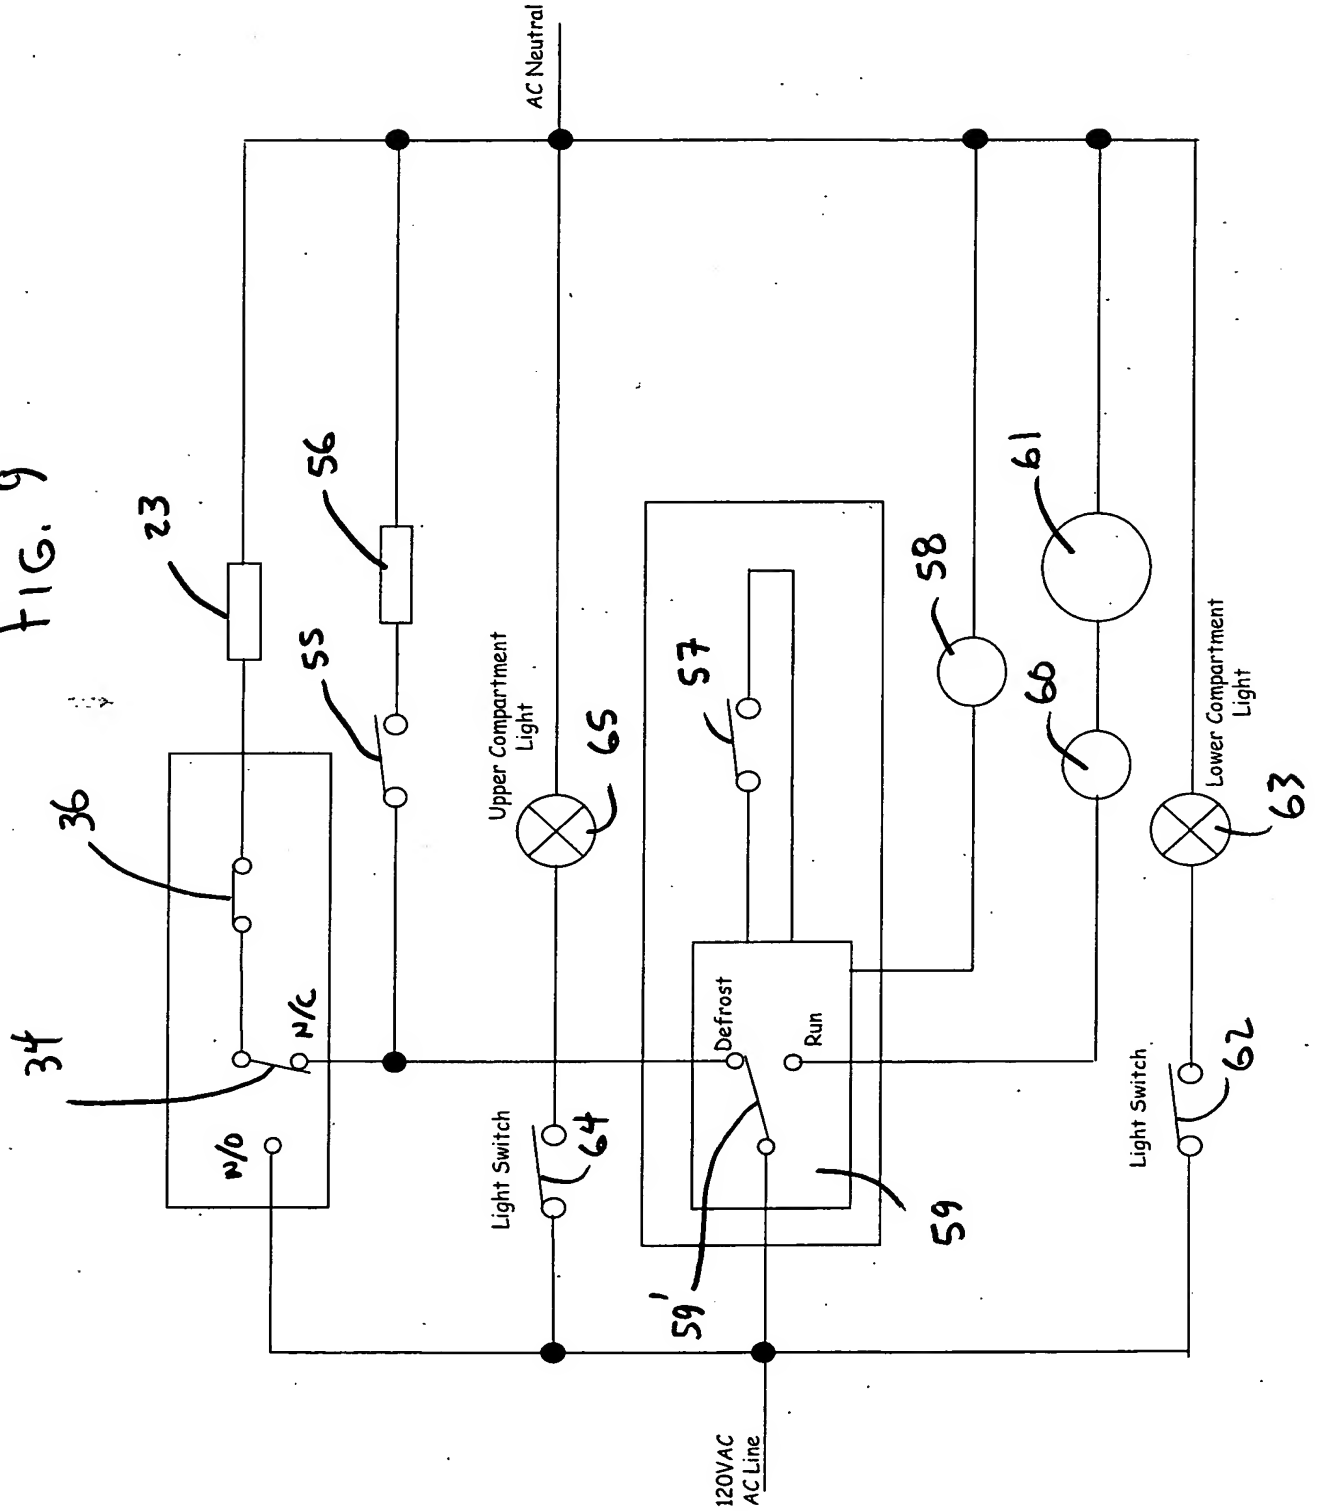 FIG. 9
34
36
23
N/O
N/C
55
56
AC Neutral
Light Switch
64
Upper Compartment
Light
65
57
Defrost
Run
59'
59
58
60
61
120VAC
AC Line
Light Switch
62
Lower Compartment
Light
63